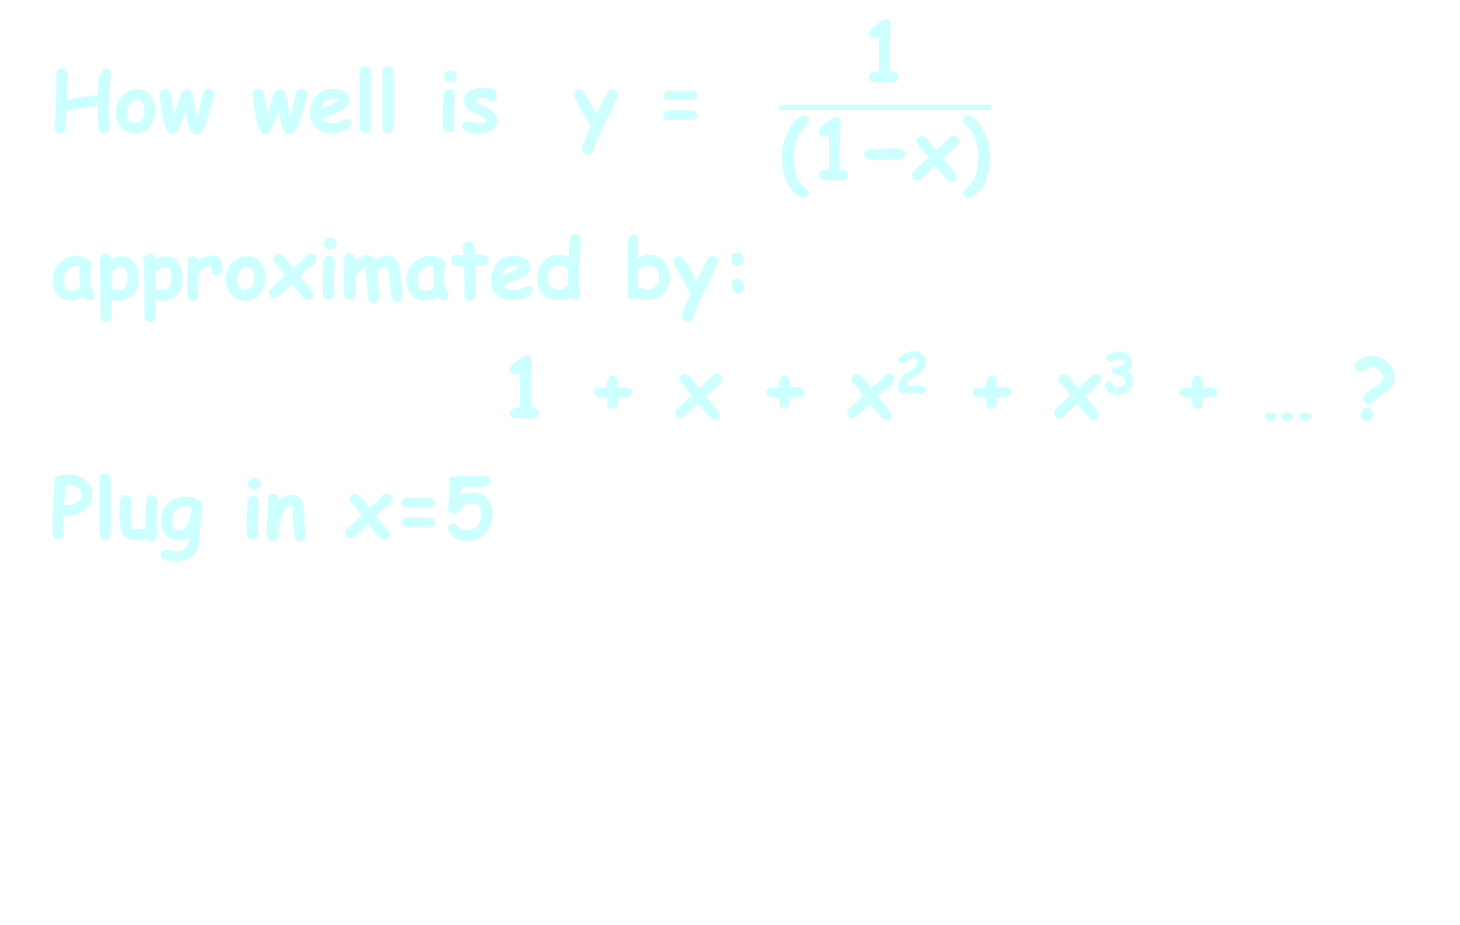 How well is y = 1/(1-x)
approximated by:
1 + x + x² + x³ + … ?
Plug in x=5